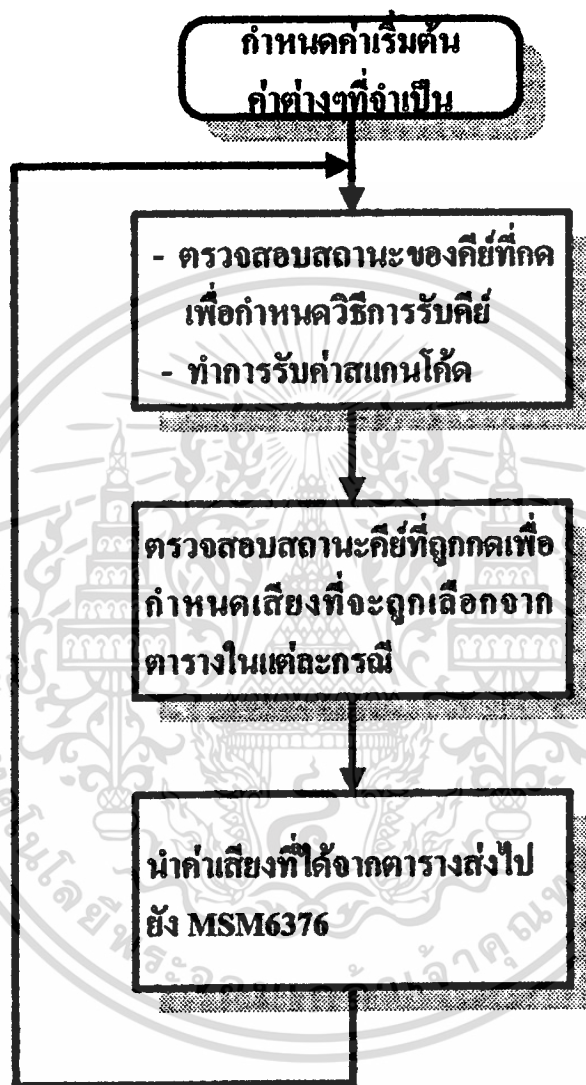 กำหนดค่าเริ่มต้น
ค่าต่างๆที่จำเป็น
- ตรวจสอบสถานะของคีย์ที่กด
เพื่อกำหนดวิธีการรับคีย์
- ทำการรับค่าสแกนโค้ด
ตรวจสอบสถานะคีย์ที่ถูกกดเพื่อ
กำหนดเสียงที่จะถูกเลือกจาก
ตารางในแต่ละกรณี
นำค่าเสียงที่ได้จากตารางส่งไป
ยัง MSM6376